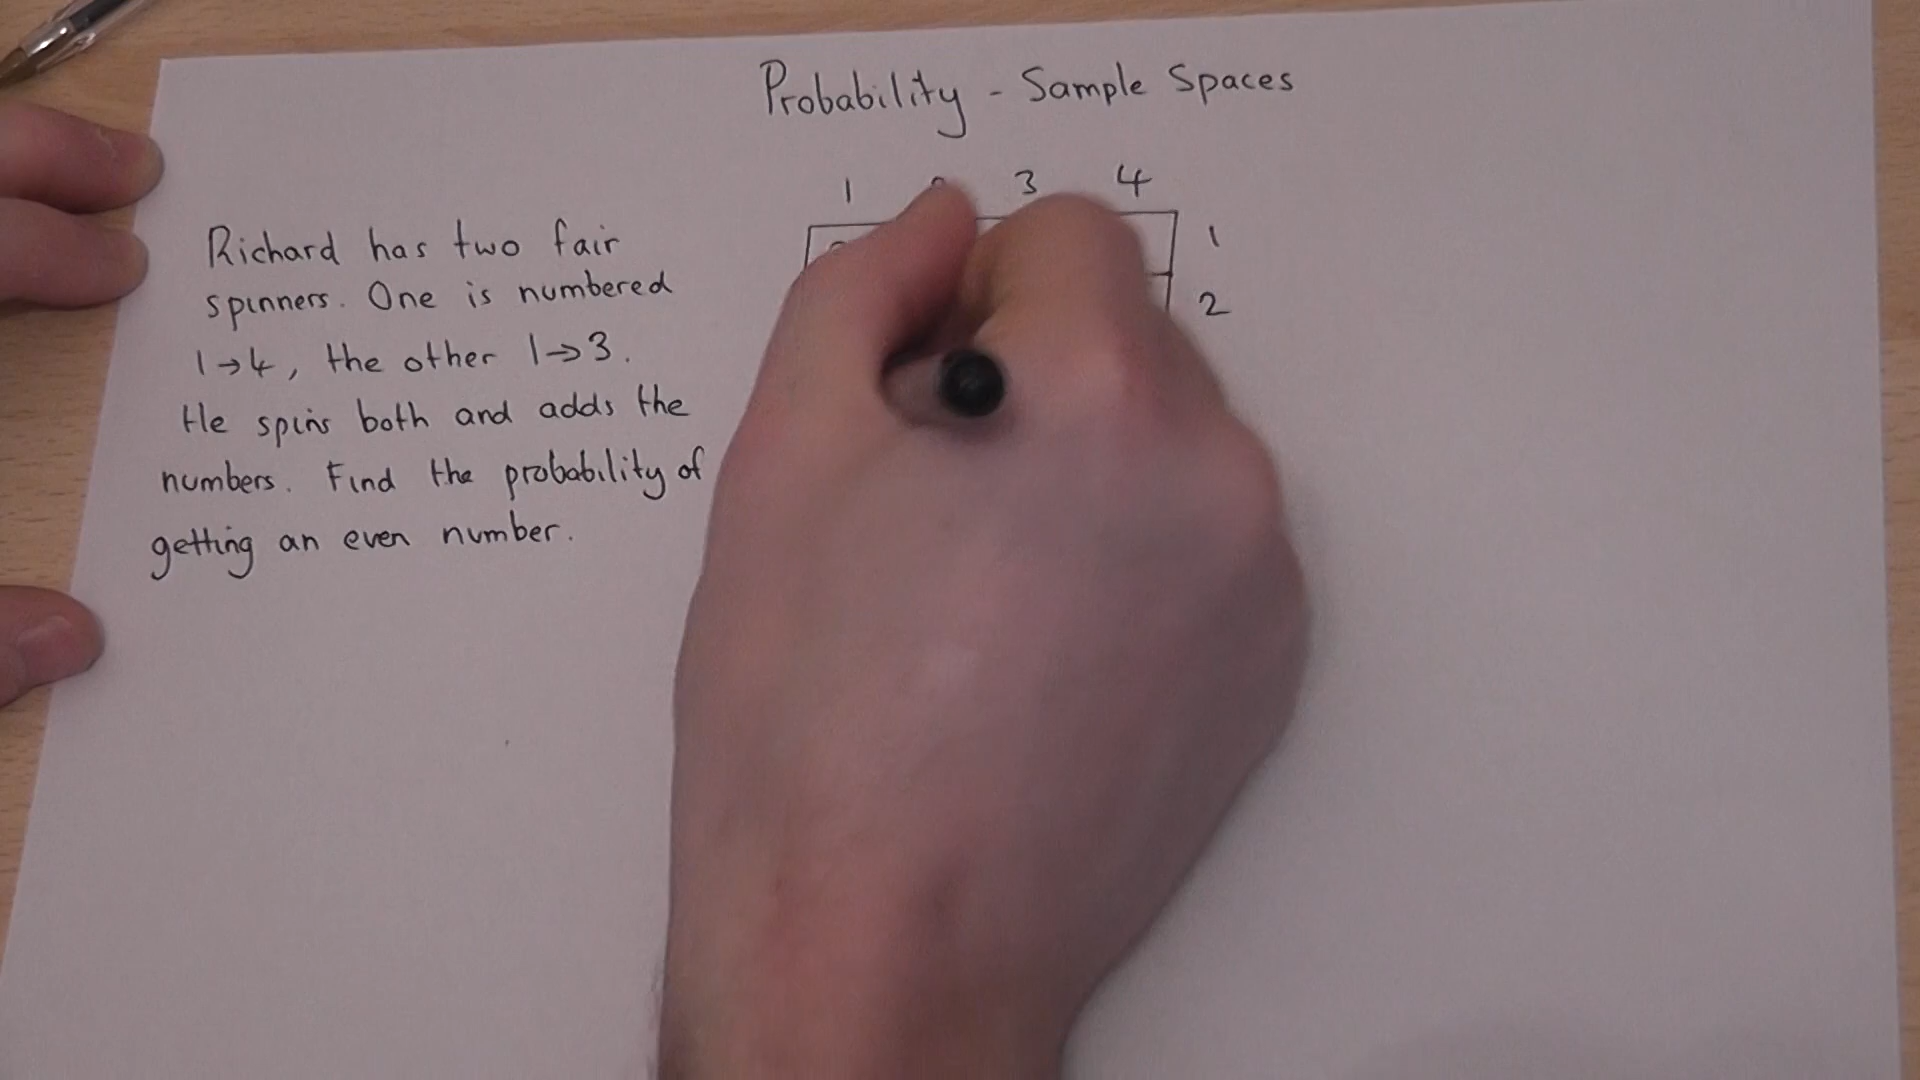 Probability - Sample Spaces
1 3 4
1
2
Richard has two fair
spinners. One is numbered
1→4, the other 1→3.
He spins both and adds the
numbers. Find the probability of
getting an even number.